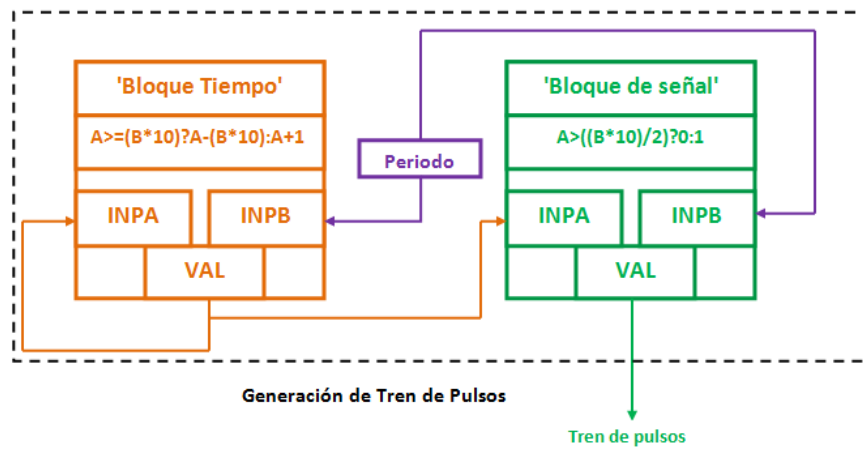 'Bloque Tiempo'
A>=(B*10)?A-(B*10):A+1
INPA
INPB
VAL
Periodo
'Bloque de señal'
A>((B*10)/2)?0:1
INPA
INPB
VAL
Generación de Tren de Pulsos
Tren de pulsos